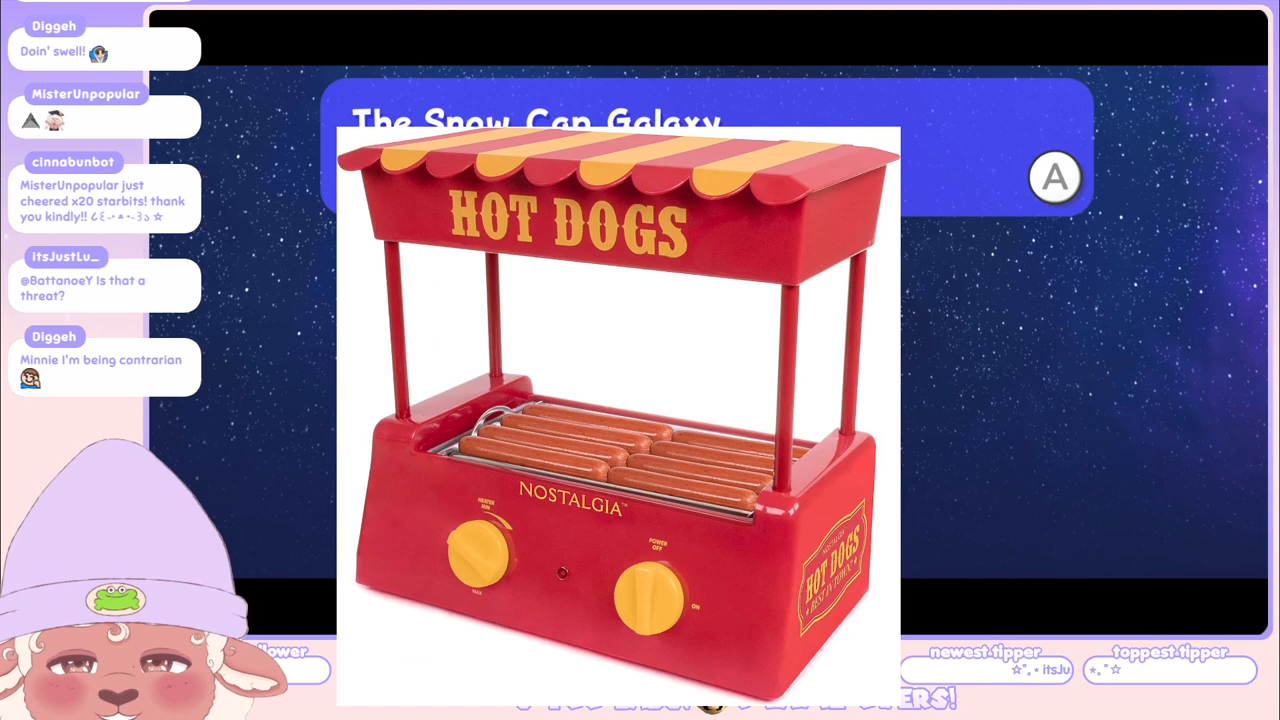 Diggeh
Doin' swell!
MisterUnpopular
cinnabunbot
MisterUnpopular just
cheered x20 starbits! thank
you kindly!!
itsJustLu_
@BattanoeY Is that a
threat?
Diggeh
Minnie I'm being contrarian
The Snow Cap Galaxy
A
HOT DOGS
NOSTALGIA™
HEATER
MIN
MAX
POWER
OFF
ON
NOSTALGIA
HOT DOGS
BEST IN TOWN!
newest tipper
itsJu
toppest tipper